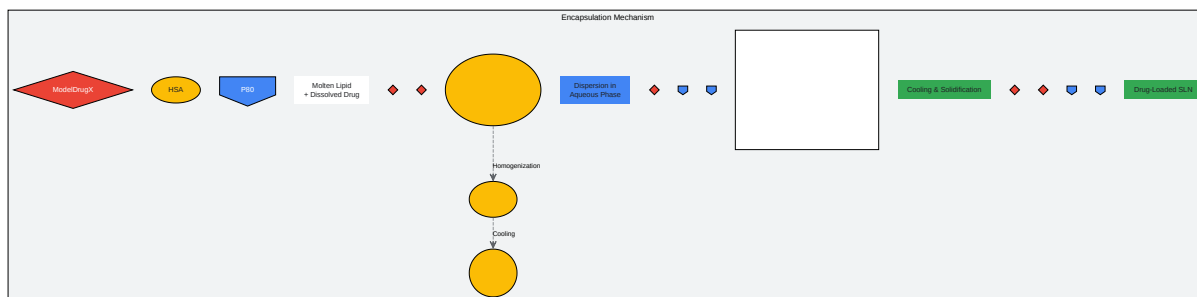 Encapsulation Mechanism
ModelDrugX
HSA
P80
Molten Lipid
+ Dissolved Drug
Dispersion in
Aqueous Phase
Cooling & Solidification
Drug-Loaded SLN
Homogenization
Cooling